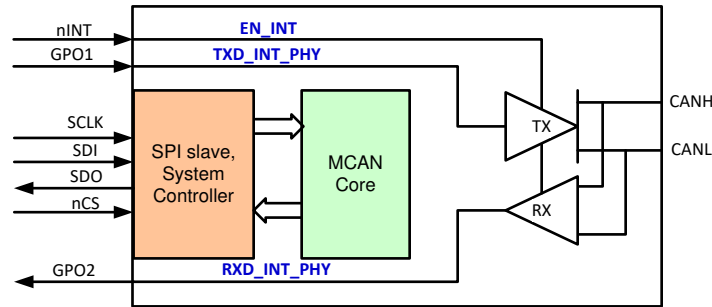 nINT
EN_INT
GPO1
TXD_INT_PHY
SCLK
SDI
SDO
nCS
SPI slave,
System
Controller
MCAN
Core
TX
CANH
CANL
RX
GPO2
RXD_INT_PHY